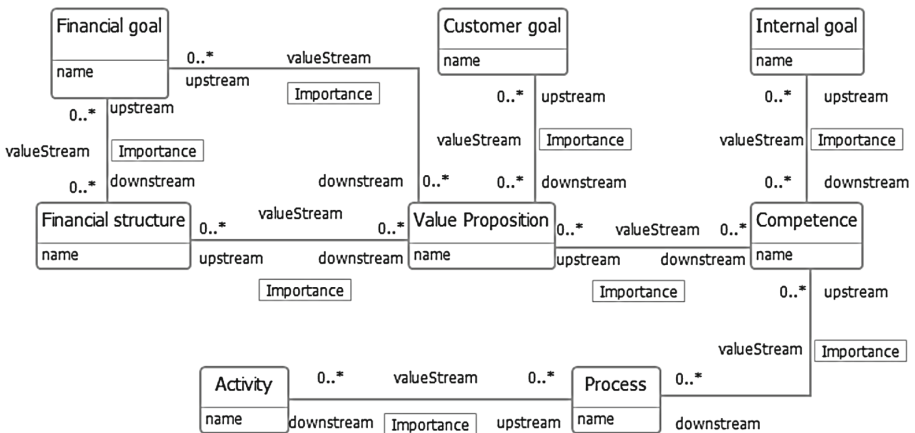 Financial goal
Customer goal
Internal goal
name
name
name
0..*
valueStream
upstream
Importance
0..*
upstream
0..*
upstream
0..*
upstream
valueStream
Importance
valueStream
Importance
valueStream
Importance
0..*
downstream
downstream
0..*
0..*
downstream
0..*
downstream
Financial structure
Value Proposition
Competence
name
name
name
0..*
valueStream
0..*
0..*
valueStream
0..*
upstream
downstream
upstream
downstream
Importance
Importance
0..*
upstream
valueStream
Importance
Activity
0..*
valueStream
0..*
Process
0..*
name
downstream
Importance
upstream
name
downstream